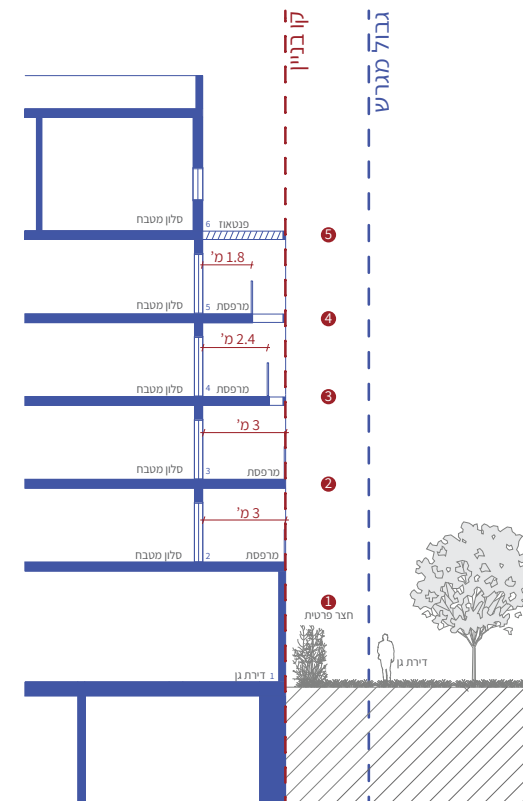 קו בניין
גבול מגרש
סלון מטבח
6 פנטאוז
5
1.8 מ'
סלון מטבח
5 מרפסת
4
2.4 מ'
סלון מטבח
4 מרפסת
3
3 מ'
סלון מטבח
3
מרפסת
2
3 מ'
סלון מטבח
2
מרפסת
1
חצר פרטית
דירת גן
1 דירת גן